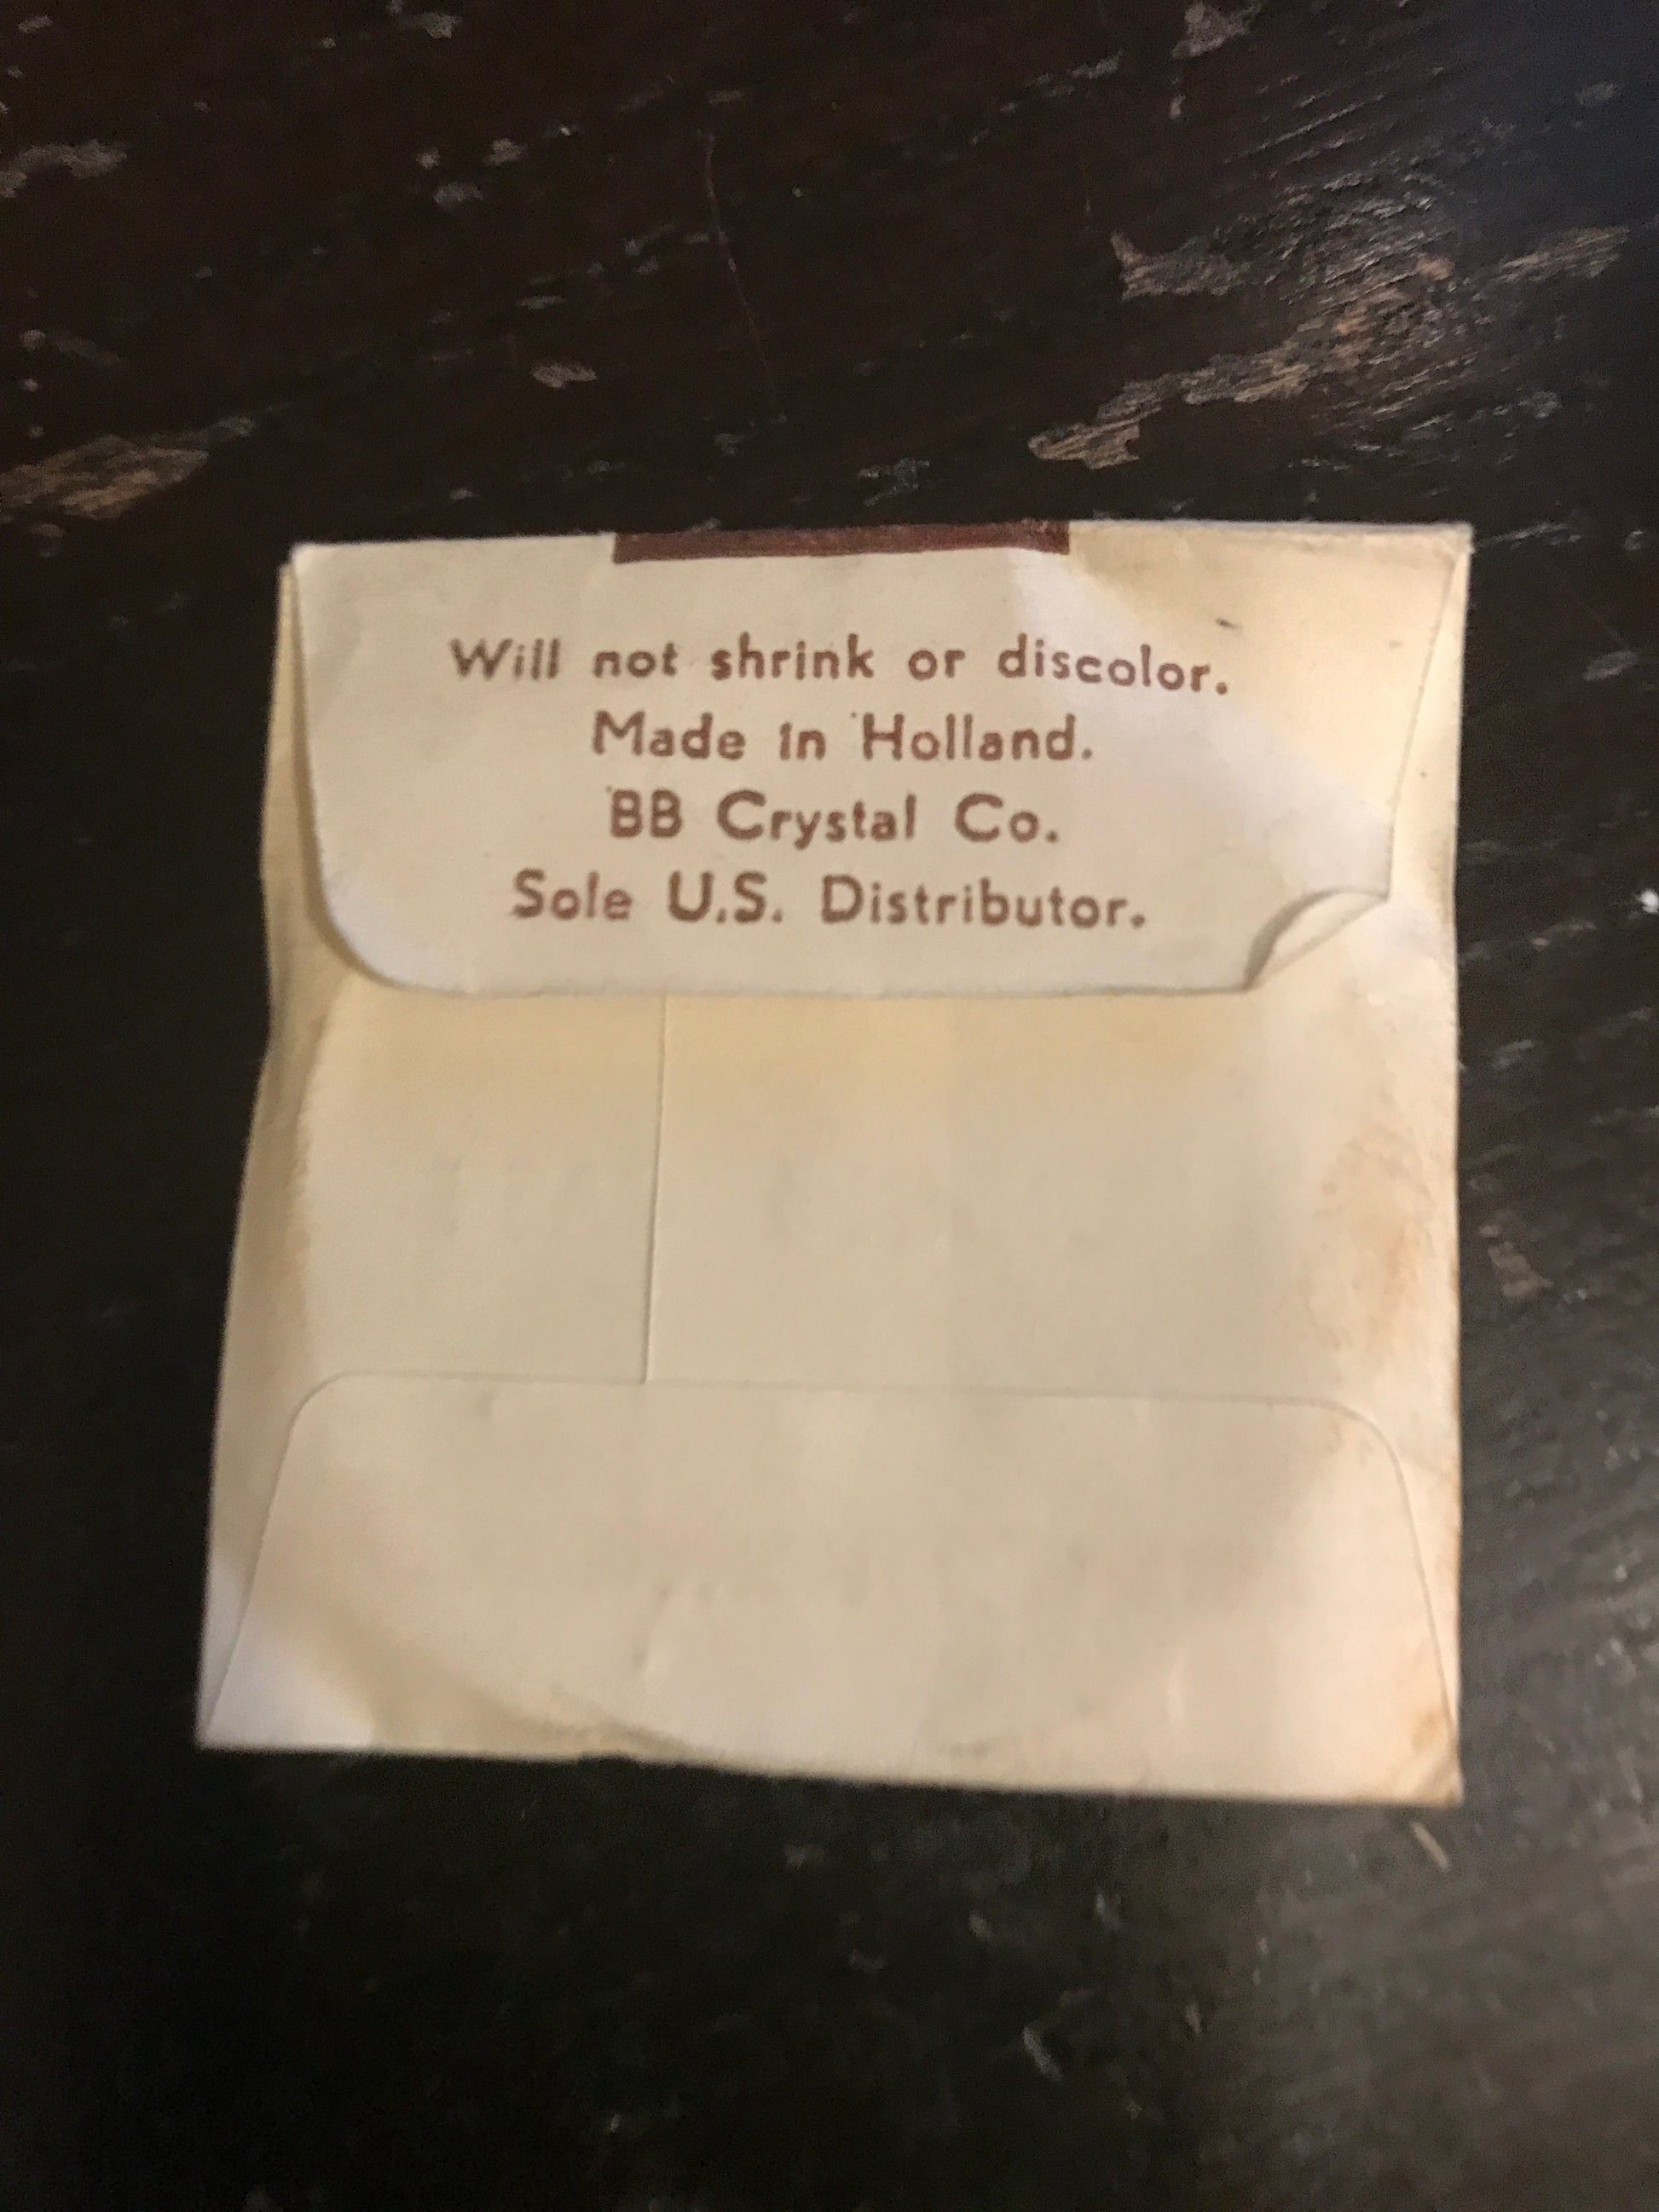 Will not shrink or discolor.
Made in Holland.
BB Crystal Co.
Sole U.S. Distributor.